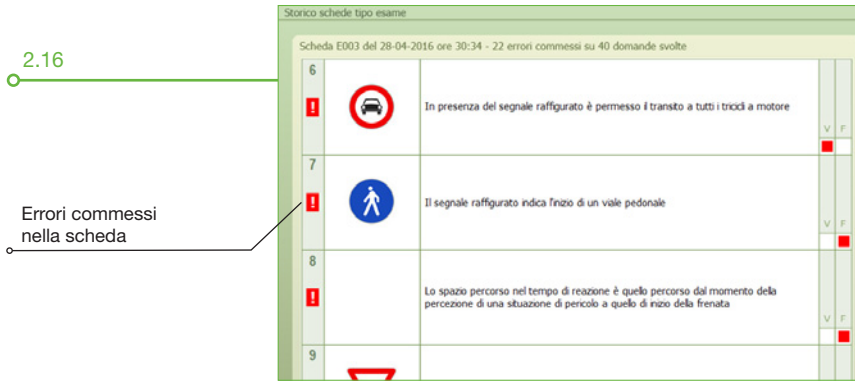 Storico schede tipo esame
Scheda E003 del 28-04-2016 ore 30:34 - 22 errori commessi su 40 domande svolte
2.16
6
In presenza del segnale raffigurato è permesso il transito a tutti i tricicli a motore
V F
7
Il segnale raffigurato indica l'inizio di un viale pedonale
V F
Errori commessi
nella scheda
8
Lo spazio percorso nel tempo di reazione è quello percorso dal momento della
percezione di una situazione di pericolo a quello di inizio della frenata
V F
9